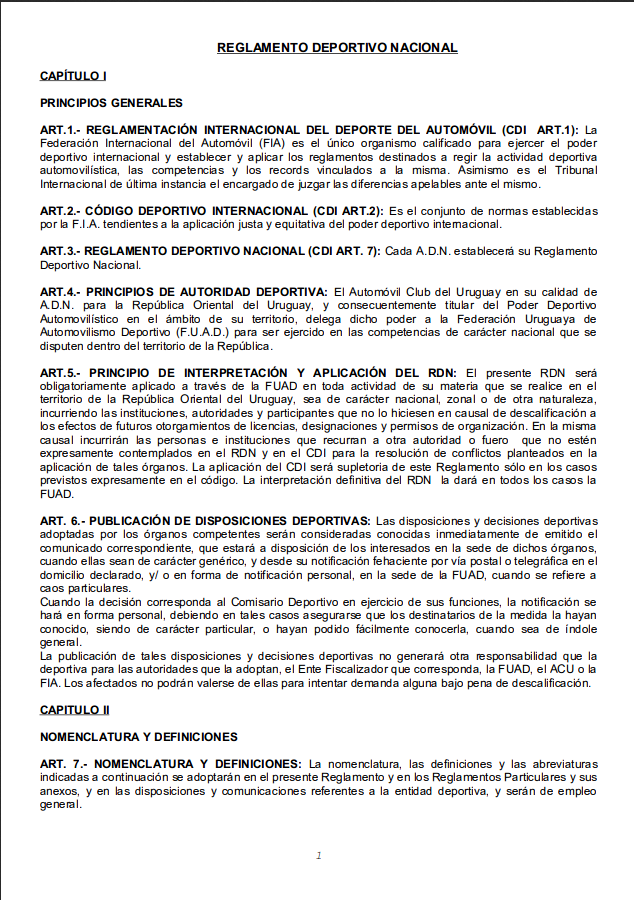 REGLAMENTO DEPORTIVO NACIONAL
CAPÍTULO I
PRINCIPIOS GENERALES
ART.1.- REGLAMENTACIÓN INTERNACIONAL DEL DEPORTE DEL AUTOMÓVIL (CDI ART.1): La
Federación Internacional del Automóvil (FIA) es el único organismo calificado para ejercer el poder
deportivo internacional y establecer y aplicar los reglamentos destinados a regir la actividad deportiva
automovilística, las competencias y los records vinculados a la misma. Asimismo es el Tribunal
Internacional de última instancia el encargado de juzgar las diferencias apelables ante el mismo.
ART.2.- CÓDIGO DEPORTIVO INTERNACIONAL (CDI ART.2): Es el conjunto de normas establecidas
por la F.I.A. tendientes a la aplicación justa y equitativa del poder deportivo internacional.
ART.3.- REGLAMENTO DEPORTIVO NACIONAL (CDI ART. 7): Cada A.D.N. establecerá su Reglamento
Deportivo Nacional.
ART.4.- PRINCIPIOS DE AUTORIDAD DEPORTIVA: El Automóvil Club del Uruguay en su calidad de
A.D.N. para la República Oriental del Uruguay, y consecuentemente titular del Poder Deportivo
Automovilístico en el ámbito de su territorio, delega dicho poder a la Federación Uruguaya de
Automovilismo Deportivo (F.U.A.D.) para ser ejercido en las competencias de carácter nacional que se
disputen dentro del territorio de la República.
ART.5.- PRINCIPIO DE INTERPRETACIÓN Y APLICACIÓN DEL RDN: El presente RDN será
obligatoriamente aplicado a través de la FUAD en toda actividad de su materia que se realice en el
territorio de la República Oriental del Uruguay, sea de carácter nacional, zonal o de otra naturaleza,
incurriendo las instituciones, autoridades y participantes que no lo hiciesen en causal de descalificación a
los efectos de futuros otorgamientos de licencias, designaciones y permisos de organización. En la misma
causal incurrirán las personas e instituciones que recurran a otra autoridad o fuero que no estén
expresamente contemplados en el RDN y en el CDI para la resolución de conflictos planteados en la
aplicación de tales órganos. La aplicación del CDI será supletoria de este Reglamento sólo en los casos
previstos expresamente en el código. La interpretación definitiva del RDN la dará en todos los casos la
FUAD.
ART. 6.- PUBLICACIÓN DE DISPOSICIONES DEPORTIVAS: Las disposiciones y decisiones deportivas
adoptadas por los órganos competentes serán consideradas conocidas inmediatamente de emitido el
comunicado correspondiente, que estará a disposición de los interesados en la sede de dichos órganos,
cuando ellas sean de carácter genérico, y desde su notificación fehaciente por vía postal o telegráfica en el
domicilio declarado, y/ o en forma de notificación personal, en la sede de la FUAD, cuando se refiere a
caos particulares.
Cuando la decisión corresponda al Comisario Deportivo en ejercicio de sus funciones, la notificación se
hará en forma personal, debiendo en tales casos asegurarse que los destinatarios de la medida la hayan
conocido, siendo de carácter particular, o hayan podido fácilmente conocerla, cuando sea de índole
general.
La publicación de tales disposiciones y decisiones deportivas no generará otra responsabilidad que la
deportiva para las autoridades que la adoptan, el Ente Fiscalizador que corresponda, la FUAD, el ACU o la
FIA. Los afectados no podrán valerse de ellas para intentar demanda alguna bajo pena de descalificación.
CAPITULO II
NOMENCLATURA Y DEFINICIONES
ART. 7.- NOMENCLATURA Y DEFINICIONES: La nomenclatura, las definiciones y las abreviaturas
indicadas a continuación se adoptarán en el presente Reglamento y en los Reglamentos Particulares y sus
anexos, y en las disposiciones y comunicaciones referentes a la entidad deportiva, y serán de empleo
general.
1